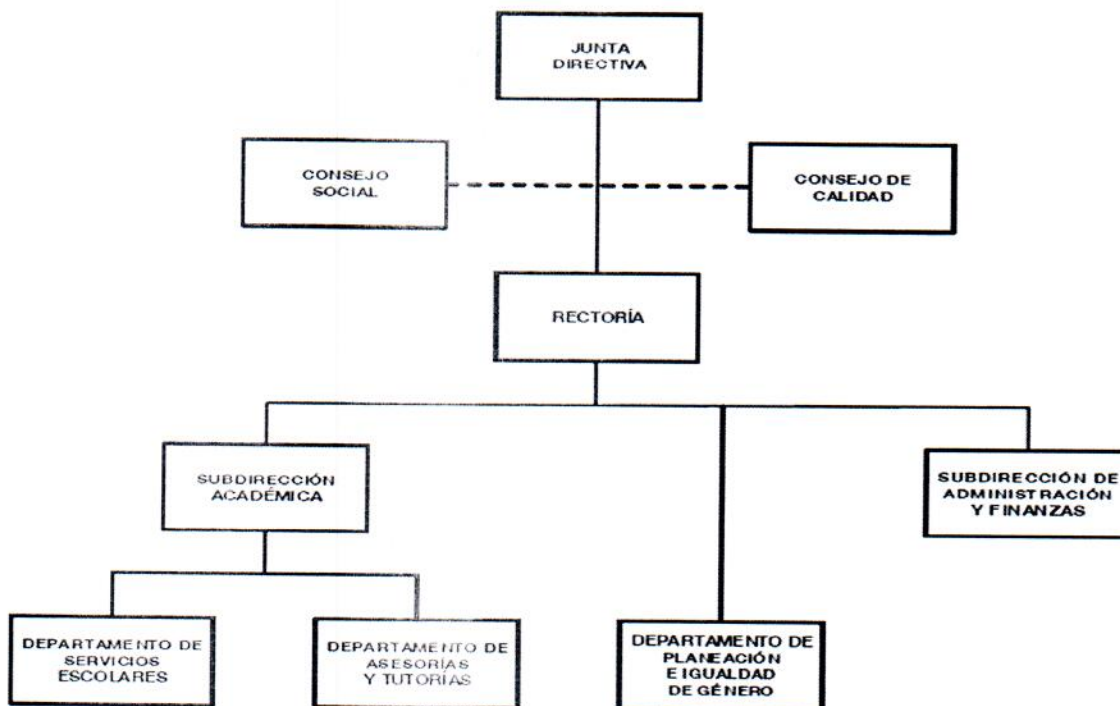 JUNTA
DIRECTIVA
CONSEJO
SOCIAL
CONSEJO DE
CALIDAD
RECTORÍA
SUBDIRECCIÓN
ACADÉMICA
SUBDIRECCIÓN DE
ADMINISTRACIÓN
Y FINANZAS
DEPARTAMENTO DE
SERVICIOS
ESCOLARES
DEPARTAMENTO DE
ASESORÍAS
Y TUTORÍAS
DEPARTAMENTO DE
PLANEACIÓN
E IGUALDAD
DE GÉNERO